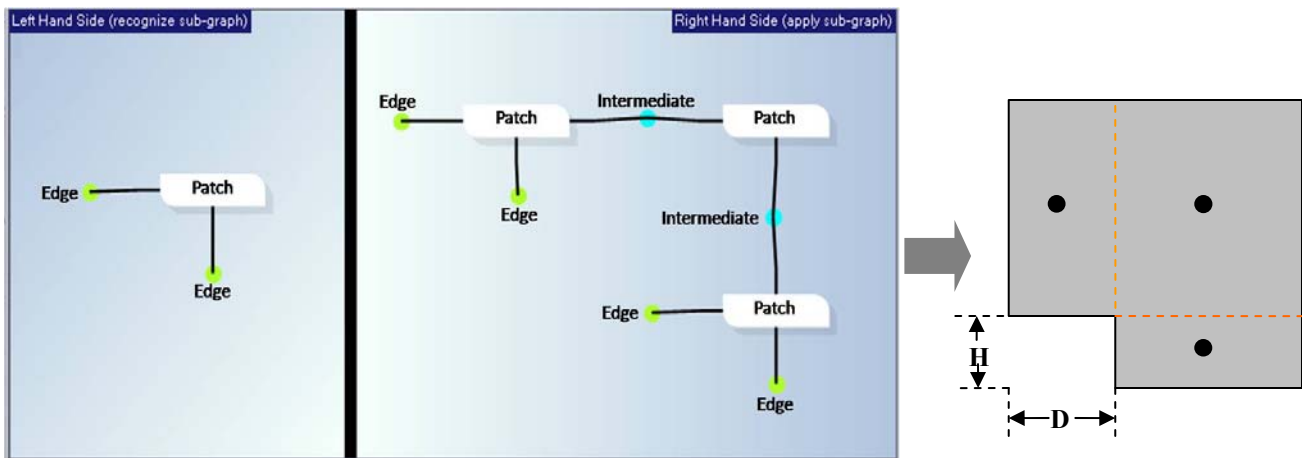 Left Hand Side (recognize sub-graph)
Edge
Patch
Edge
Right Hand Side (apply sub-graph)
Edge
Patch
Intermediate
Patch
Edge
Intermediate
Edge
Patch
Edge
H
D